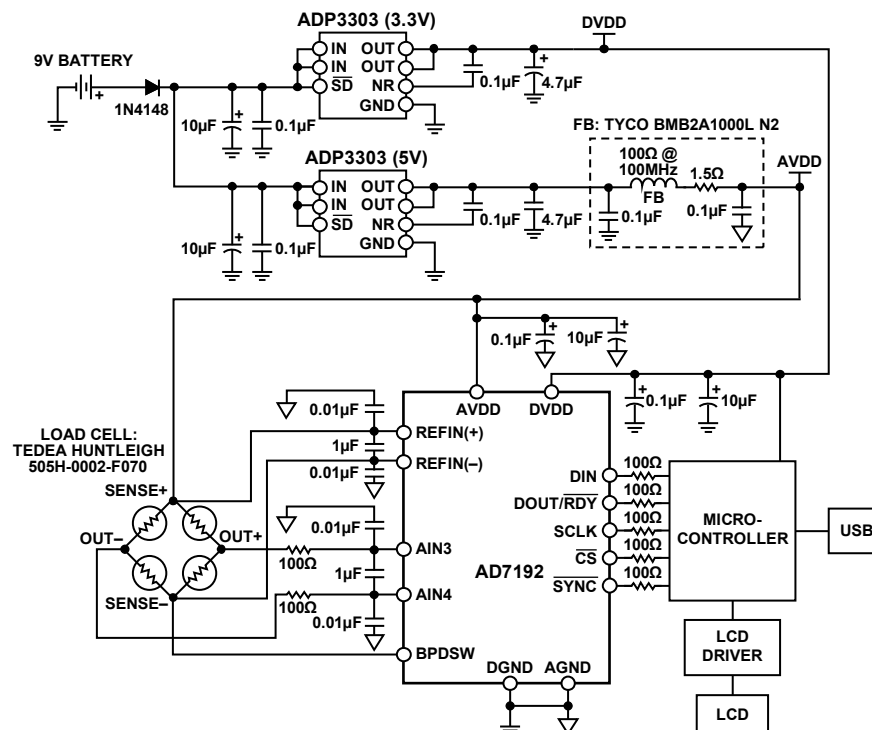 ADP3303 (3.3V)
DVDD
9V BATTERY
+
1N4148
IN
IN
SD
OUT
OUT
NR
GND
10µF
+
0.1µF
0.1µF
+
4.7µF
FB: TYCO BMB2A1000L N2
ADP3303 (5V)
100Ω @
100MHz
FB
1.5Ω
AVDD
IN
IN
SD
OUT
OUT
NR
GND
10µF
+
0.1µF
0.1µF
+
4.7µF
0.1µF
0.1µF
0.1µF
+
10µF
+
+
0.1µF
+
10µF
0.01µF
1µF
0.01µF
AVDD
DVDD
REFIN(+)
REFIN(–)
LOAD CELL:
TEDEA HUNTLEIGH
505H-0002-F070
SENSE+
OUT–
OUT+
SENSE–
0.01µF
100Ω
1µF
100Ω
0.01µF
AIN3
AIN4
BPDSW
AD7192
DIN
DOUT/RDY
SCLK
CS
SYNC
100Ω
100Ω
100Ω
100Ω
100Ω
MICRO-
CONTROLLER
USB
DGND
AGND
LCD
DRIVER
LCD